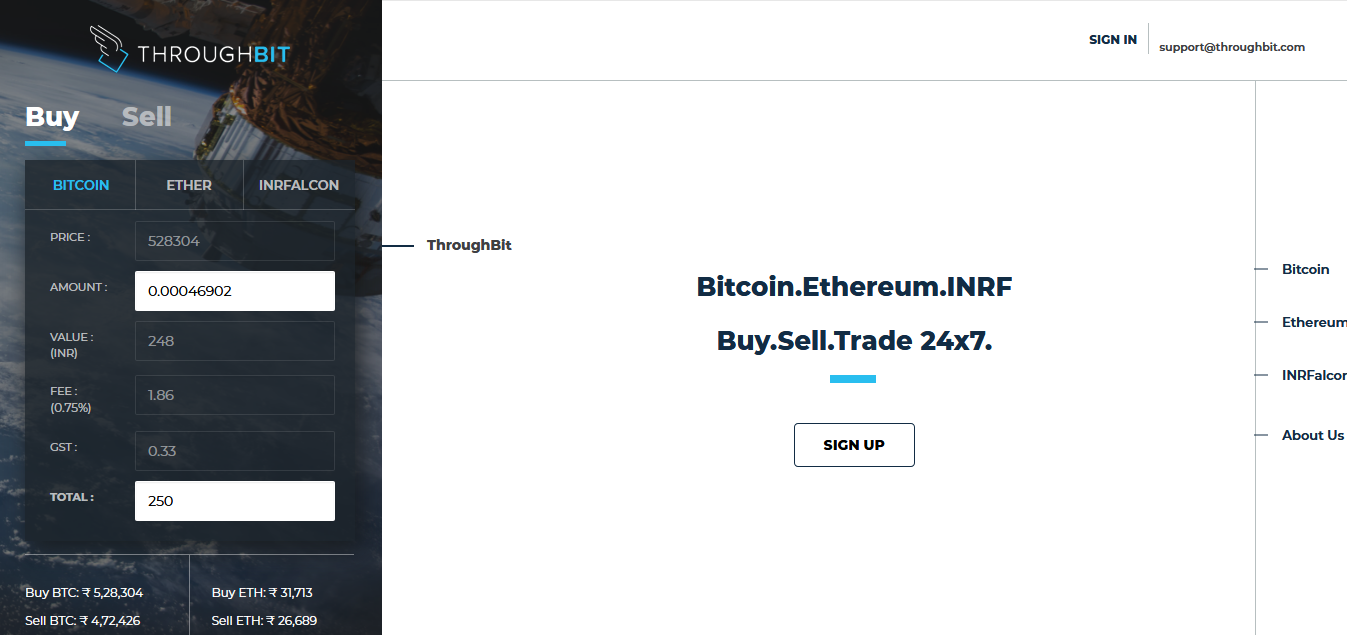 THROUGHBIT
SIGN IN
support@throughbit.com
Buy
Sell
BITCOIN
ETHER
INRFALCON
PRICE :
528304
AMOUNT :
0.00046902
VALUE :
(INR)
248
FEE :
(0.75%)
1.86
GST :
0.33
TOTAL :
250
Buy BTC: ₹ 5,28,304
Buy ETH: ₹ 31,713
Sell BTC: ₹ 4,72,426
Sell ETH: ₹ 26,689
ThroughBit
Bitcoin.Ethereum.INRF
Buy.Sell.Trade 24x7.
SIGN UP
Bitcoin
Ethereum
INRFalcon
About Us